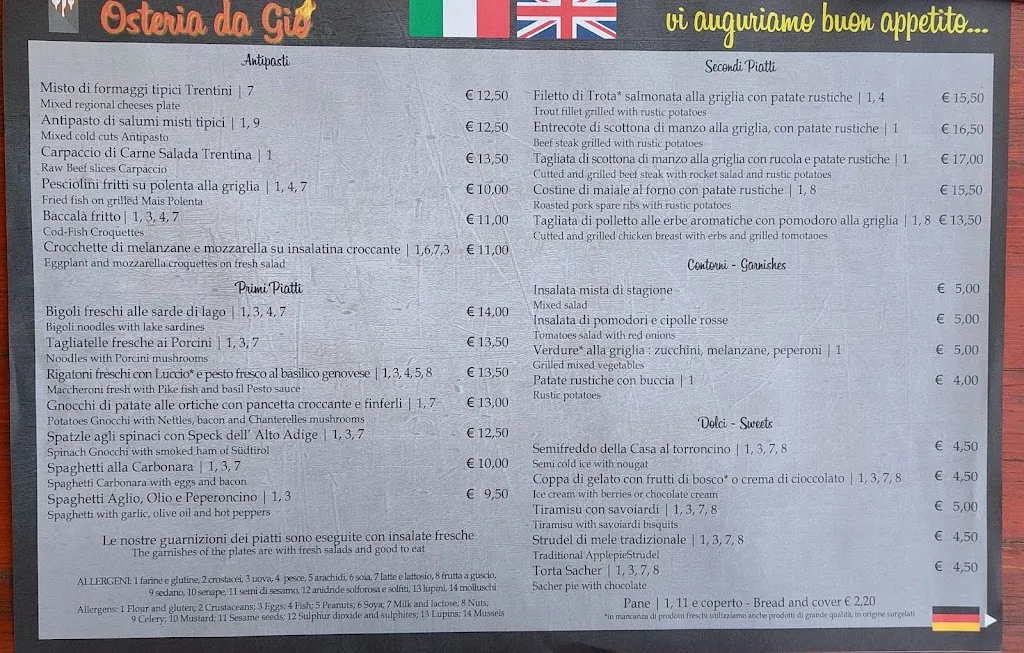 Osteria da Gio
vi auguriamo buon appetito...
Antipasti
Misto di formaggi tipici Trentini | 7 € 12,50
Mixed regional cheeses plate
Antipasto di salumi misti tipici | 1, 9 € 12,50
Mixed cold cuts Antipasto
Carpaccio di Carne Salada Trentina | 1 € 13,50
Raw Beef slices Carpaccio
Pesciolini fritti su polenta alla griglia | 1, 4, 7 € 10,00
Fried fish on grilled Mais Polenta
Baccalà fritto | 1, 3, 4, 7 € 11,00
Cod-Fish Croquettes
Crocchette di melanzane e mozzarella su insalatina croccante | 1,6,7,3 € 11,00
Eggplant and mozzarella croquettes on fresh salad
Primi Piatti
Bigoli freschi alle sarde di lago | 1, 3, 4, 7 € 14,00
Bigoli noodles with lake sardines
Tagliatelle fresche ai Porcini | 1, 3, 7 € 13,50
Noodles with Porcini mushrooms
Rigatoni freschi con Luccio* e pesto fresco al basilico genovese | 1, 3, 4, 5, 8 € 13,50
Maccheroni fresh with Pike fish and basil Pesto sauce
Gnocchi di patate alle ortiche con pancetta croccante e finferli | 1, 7 € 13,00
Potatoes Gnocchi with Nettles, bacon and Chanterelles mushrooms
Spatzle agli spinaci con Speck dell' Alto Adige | 1, 3, 7 € 12,50
Spinach Gnocchi with smoked ham of Südtirol
Spaghetti alla Carbonara | 1, 3, 7 € 10,00
Spaghetti Carbonara with eggs and bacon
Spaghetti Aglio, Olio e Peperoncino | 1, 3 € 9,50
Spaghetti with garlic, olive oil and hot peppers
Le nostre guarnizioni dei piatti sono eseguite con insalate fresche
The garnishes of the plates are with fresh salads and good to eat
ALLERGENI: 1 farine e glutine, 2 crostacei, 3 uova, 4 pesce, 5 arachidi, 6 soia, 7 latte e lattosio, 8 frutta a guscio,
9 sedano, 10 senape, 11 semi di sesamo, 12 anidride solforosa e solfiti, 13 lupini, 14 molluschi
Allergens: 1 Flour and gluten; 2 Crustaceans; 3 Eggs; 4 Fish; 5 Peanuts; 6 Soya; 7 Milk and lactose, 8 Nuts;
9 Celery; 10 Mustard; 11 Sesame seeds; 12 Sulphur dioxide and sulphites; 13 Lupins; 14 Mussels
Secondi Piatti
Filetto di Trota* salmonata alla griglia con patate rustiche | 1, 4 € 15,50
Trout fillet grilled with rustic potatoes
Entrecote di scottona di manzo alla griglia, con patate rustiche | 1 € 16,50
Beef steak grilled with rustic potatoes
Tagliata di scottona di manzo alla griglia con rucola e patate rustiche | 1 € 17,00
Cutted and grilled beef steak with rocket salad and rustic potatoes
Costine di maiale al forno con patate rustiche | 1, 8 € 15,50
Roasted pork spare ribs with rustic potatoes
Tagliata di polletto alle erbe aromatiche con pomodoro alla griglia | 1, 8 € 13,50
Cutted and grilled chicken breast with erbs and grilled tomotaoes
Contorni - Garnishes
Insalata mista di stagione € 5,00
Mixed salad
Insalata di pomodori e cipolle rosse € 5,00
Tomatoes salad with red onions
Verdure* alla griglia : zucchini, melanzane, peperoni | 1 € 5,00
Grilled mixed vegetables
Patate rustiche con buccia | 1 € 4,00
Rustic potatoes
Dolci - Sweets
Semifreddo della Casa al torroncino | 1, 3, 7, 8 € 4,50
Semi cold ice with nougat
Coppa di gelato con frutti di bosco* o crema di cioccolato | 1, 3, 7, 8 € 4,50
Ice cream with berries or chocolate cream
Tiramisu con savoiardi | 1, 3, 7, 8 € 5,00
Tiramisu with savoiardi bisquits
Strudel di mele tradizionale | 1, 3, 7, 8 € 4,50
Traditional ApplepieStrudel
Torta Sacher | 1, 3, 7, 8 € 4,50
Sacher pie with chocolate
Pane | 1, 11 e coperto - Bread and cover € 2,20
*in mancanza di prodotti freschi utilizziamo anche prodotti di grande qualità, in origine surgelati